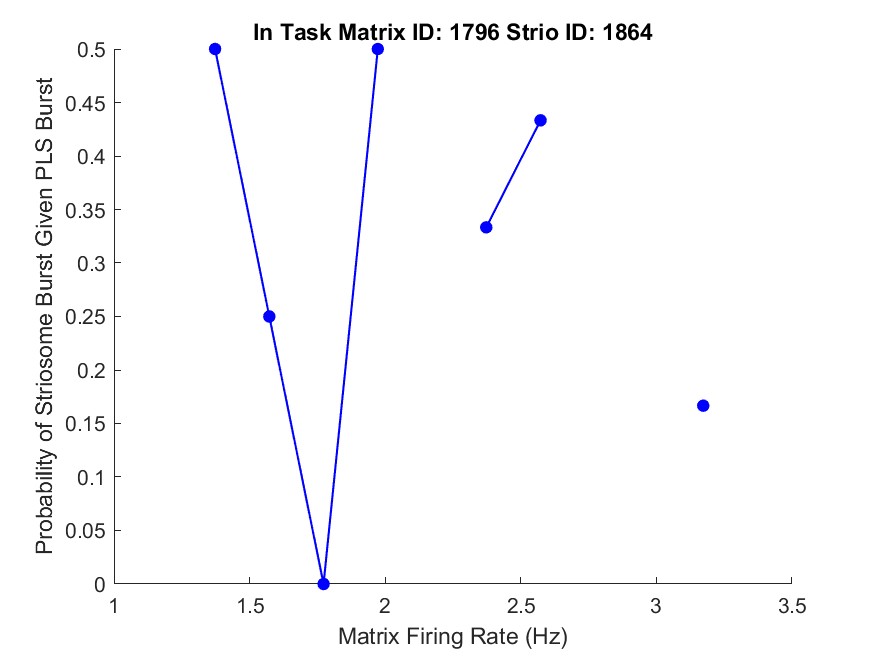 In Task Matrix ID: 1796 Strio ID: 1864
Probability of Striosome Burst Given PLS Burst
0.5
0.45
0.4
0.35
0.3
0.25
0.2
0.15
0.1
0.05
0
1 1.5 2 2.5 3 3.5
Matrix Firing Rate (Hz)